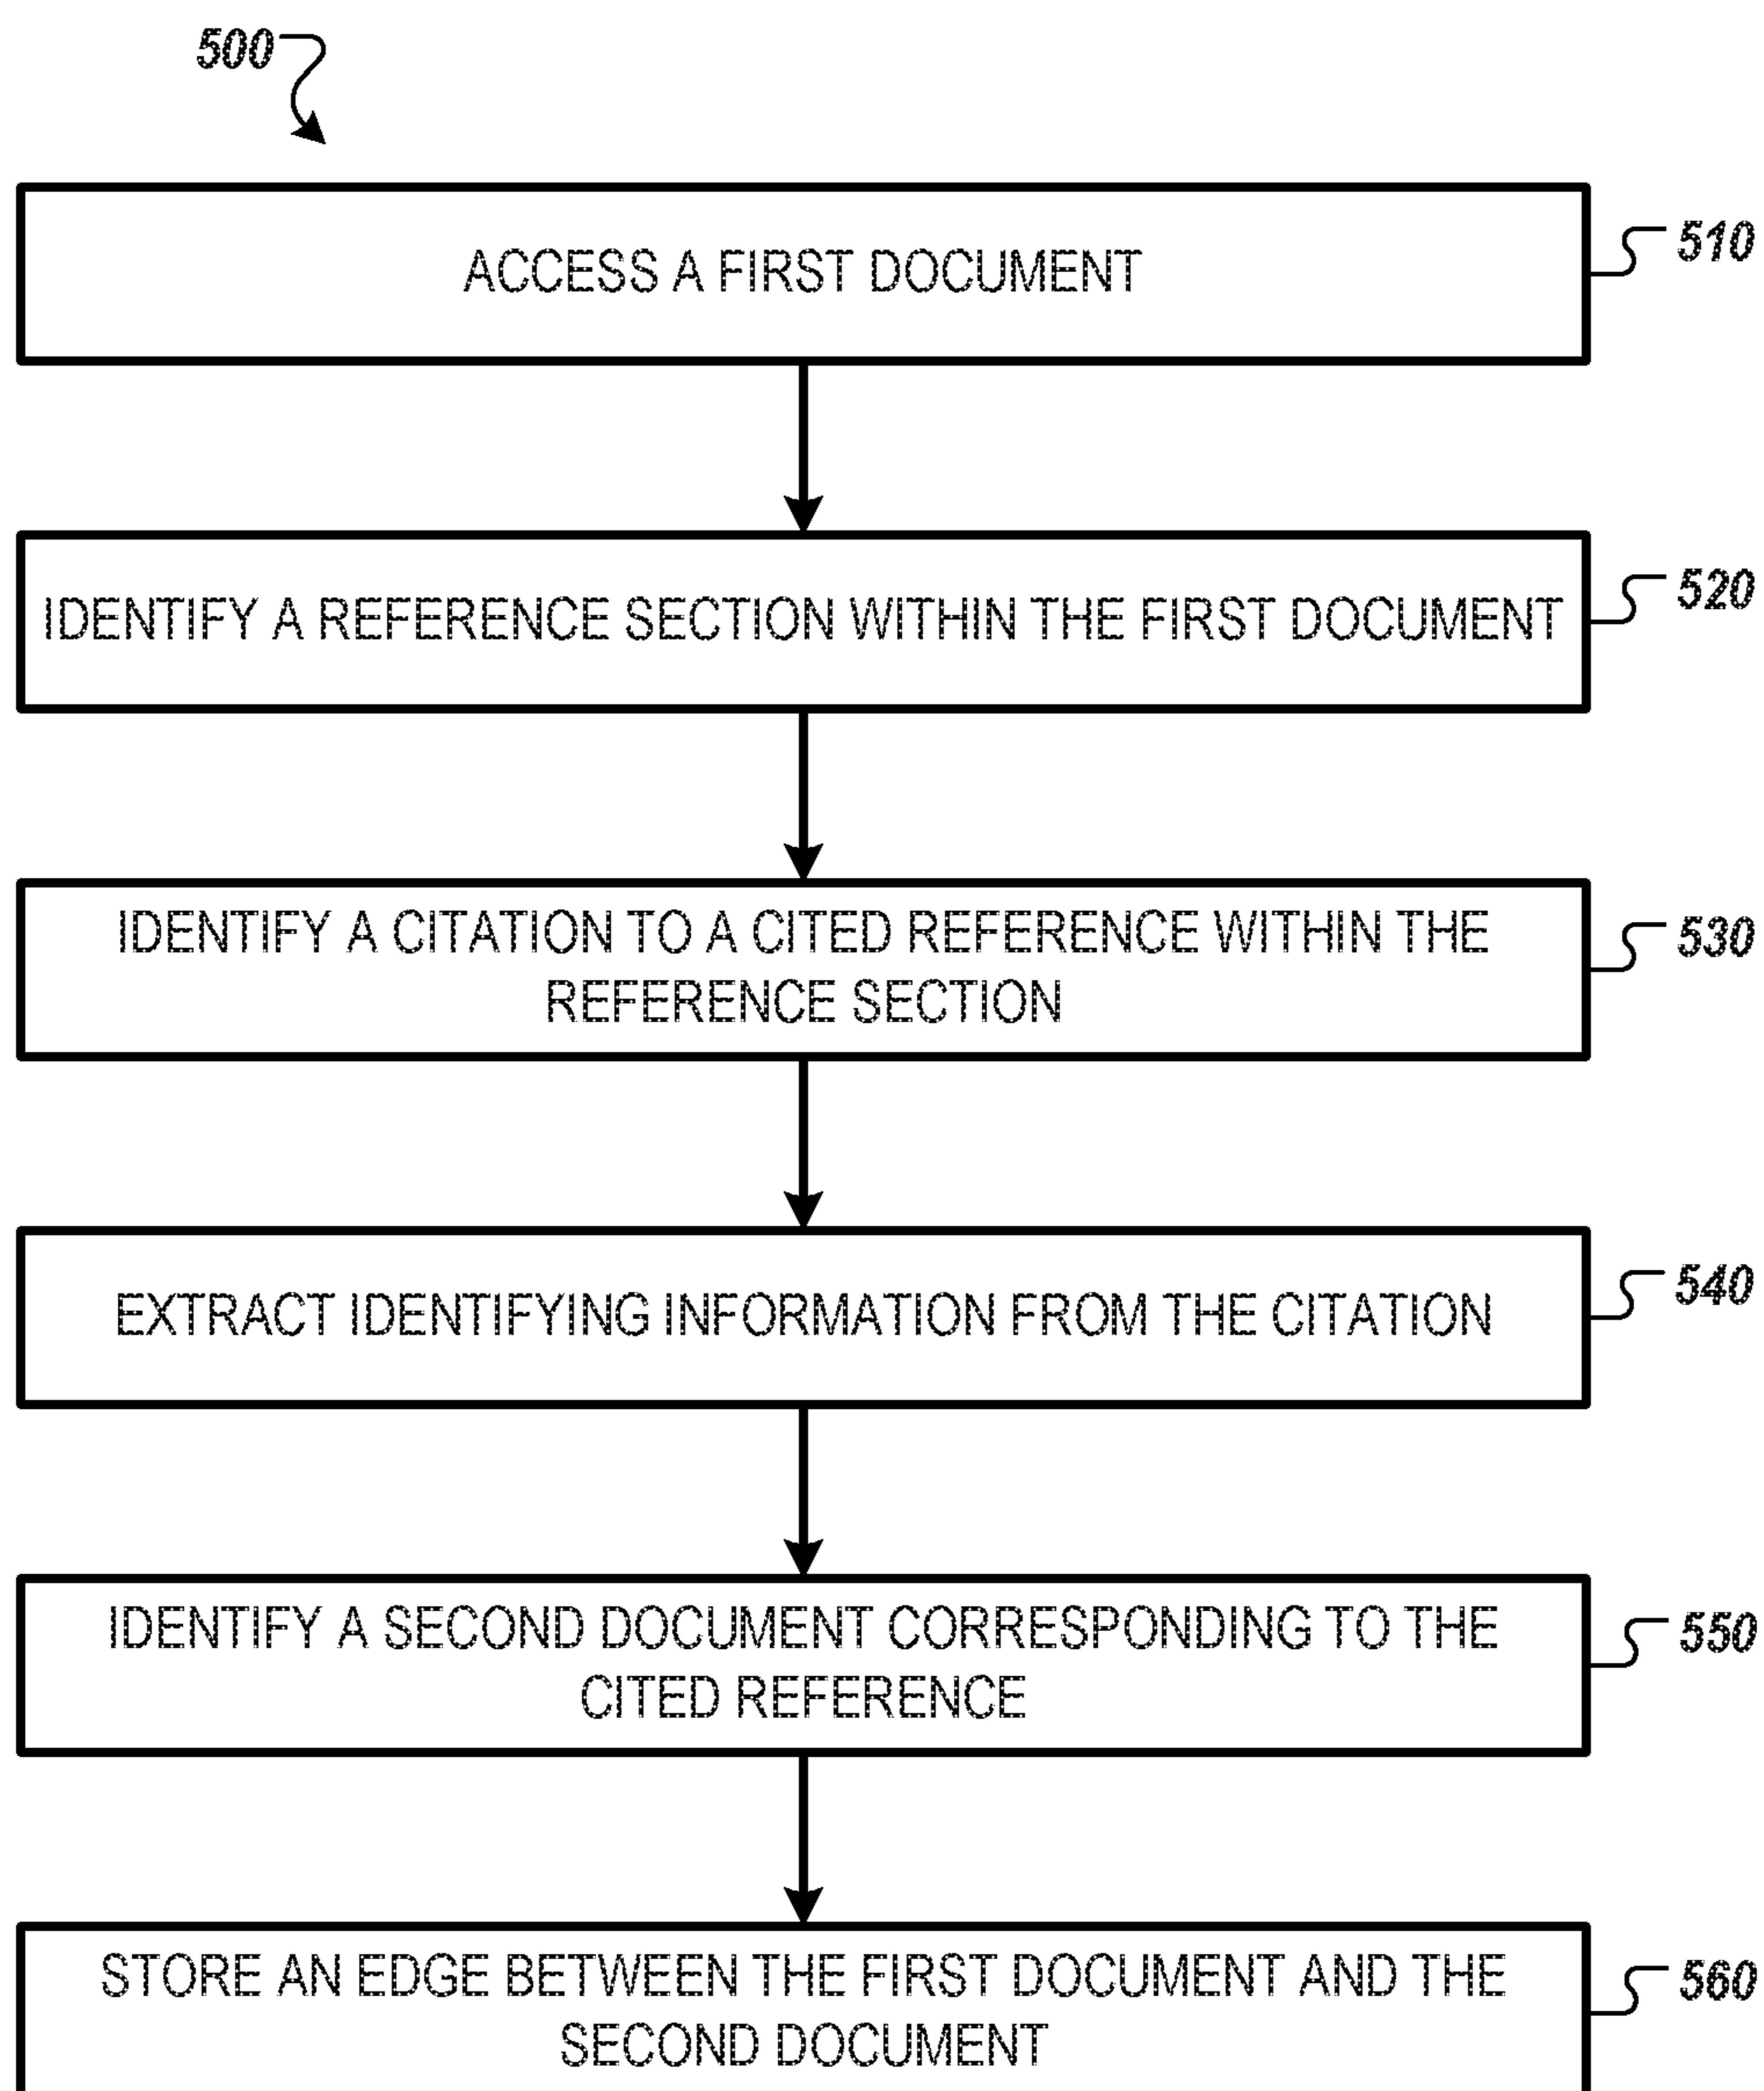 500
ACCESS A FIRST DOCUMENT
510
IDENTIFY A REFERENCE SECTION WITHIN THE FIRST DOCUMENT
520
IDENTIFY A CITATION TO A CITED REFERENCE WITHIN THE
REFERENCE SECTION
530
EXTRACT IDENTIFYING INFORMATION FROM THE CITATION
540
IDENTIFY A SECOND DOCUMENT CORRESPONDING TO THE
CITED REFERENCE
550
STORE AN EDGE BETWEEN THE FIRST DOCUMENT AND THE
SECOND DOCUMENT
560